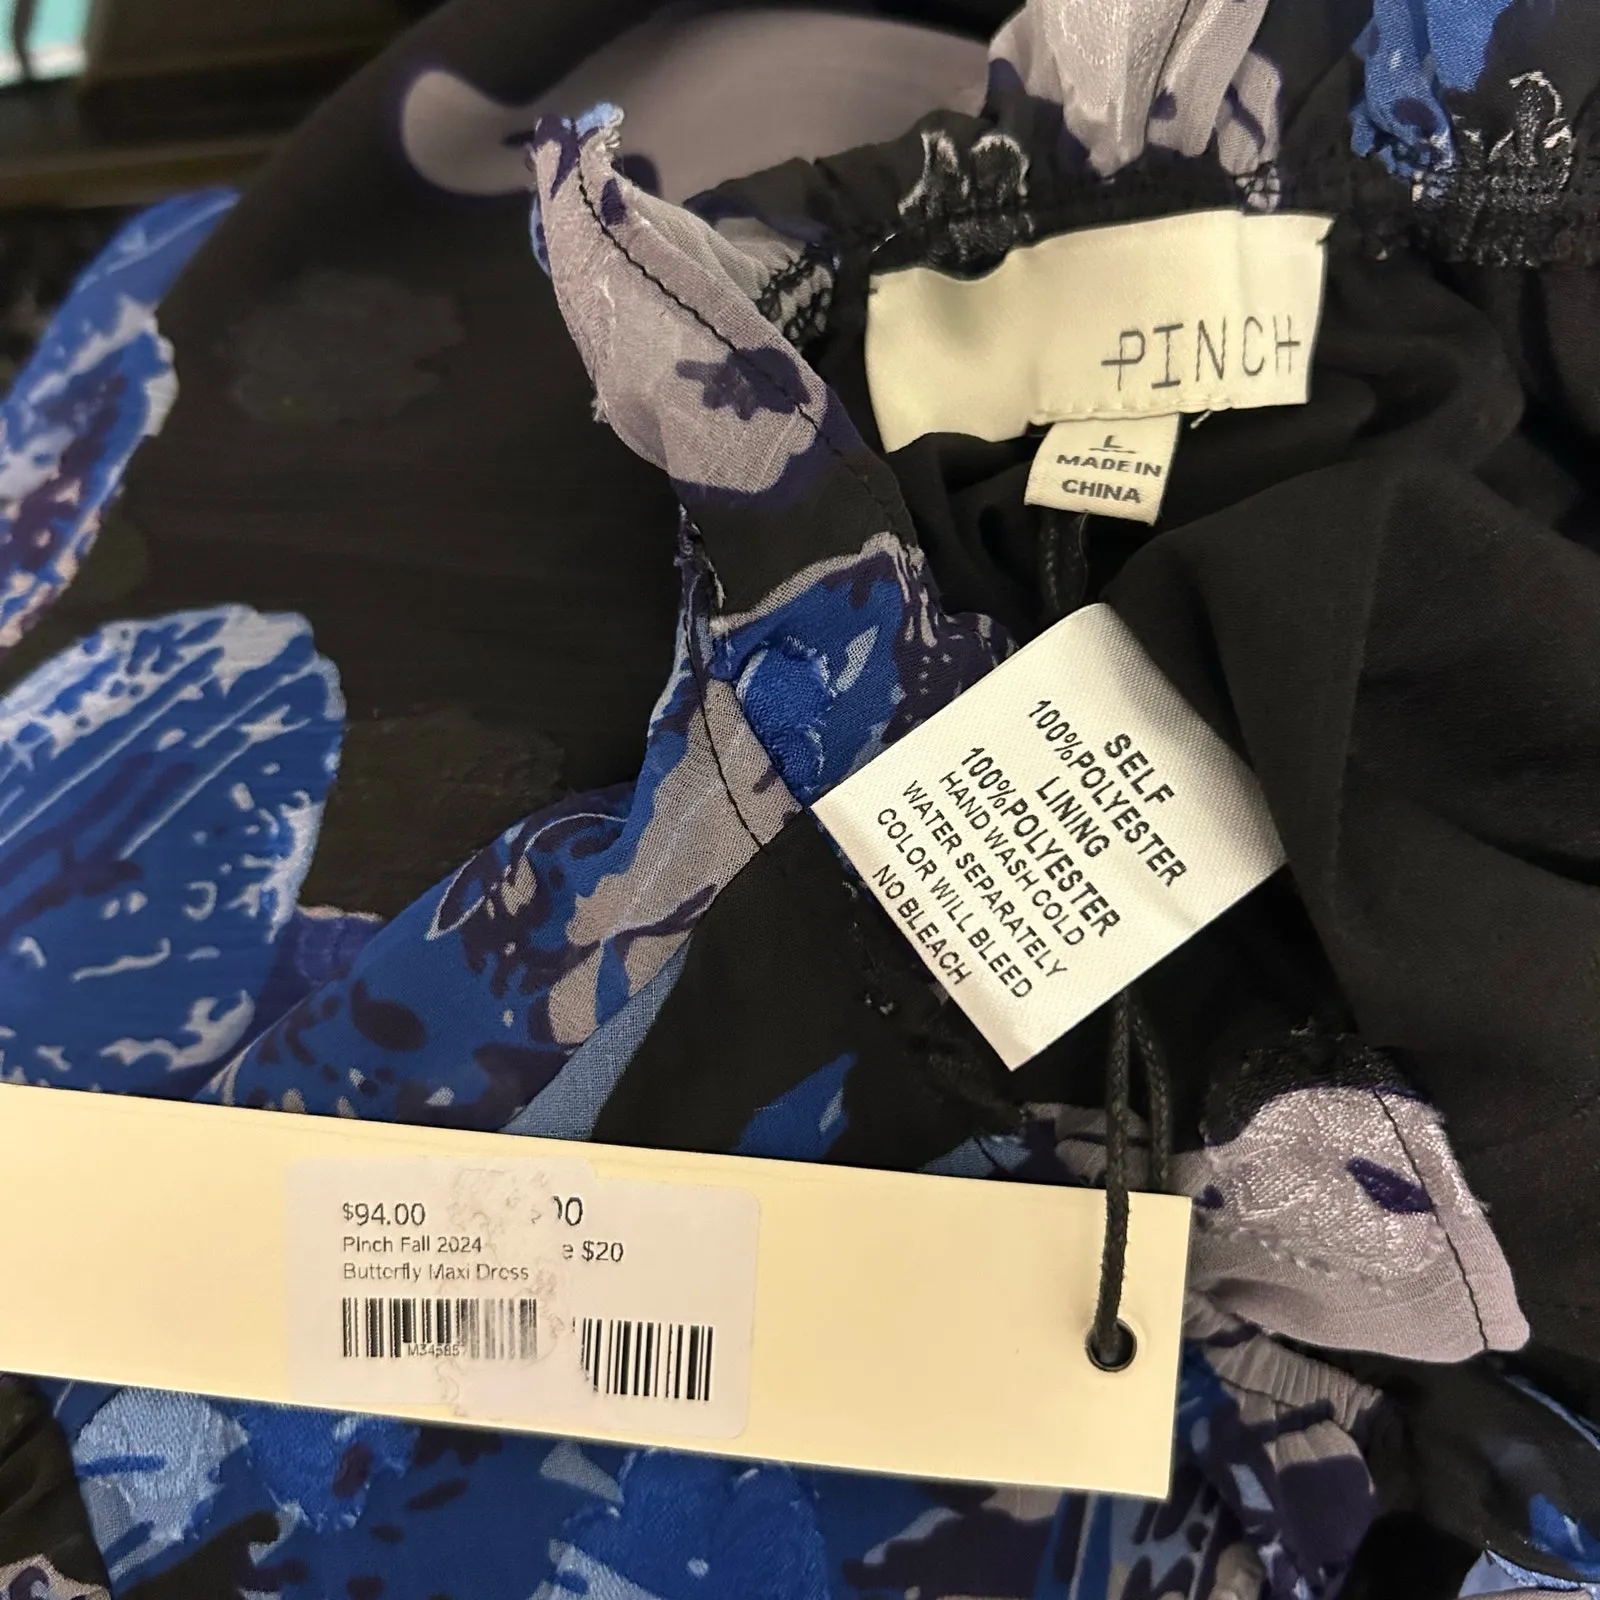 PINCH
L
MADE IN
CHINA
SELF
100%POLYESTER
LINING
100%POLYESTER
HAND WASH COLD
WATER SEPARATELY
COLOR WILL BLEED
NO BLEACH
$94.00
Pinch Fall 2024
$20
Butterfly Maxi Dress